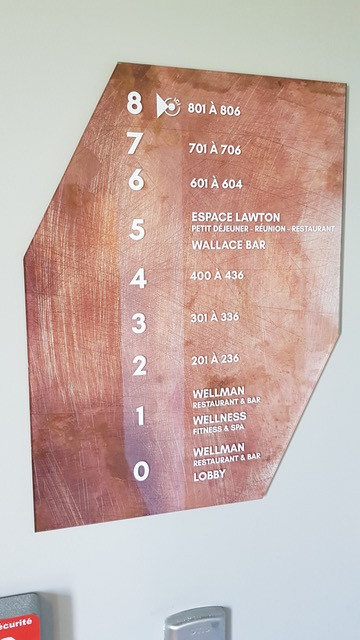 8 801 À 806
7 701 À 706
6 601 À 604
ESPACE LAWTON
PETIT DÉJEUNER - RÉUNION - RESTAURANT
5 WALLACE BAR
4 400 À 436
3 301 À 336
2 201 À 236
WELLMAN
RESTAURANT & BAR
1 WELLNESS
FITNESS & SPA
WELLMAN
RESTAURANT & BAR
0 LOBBY